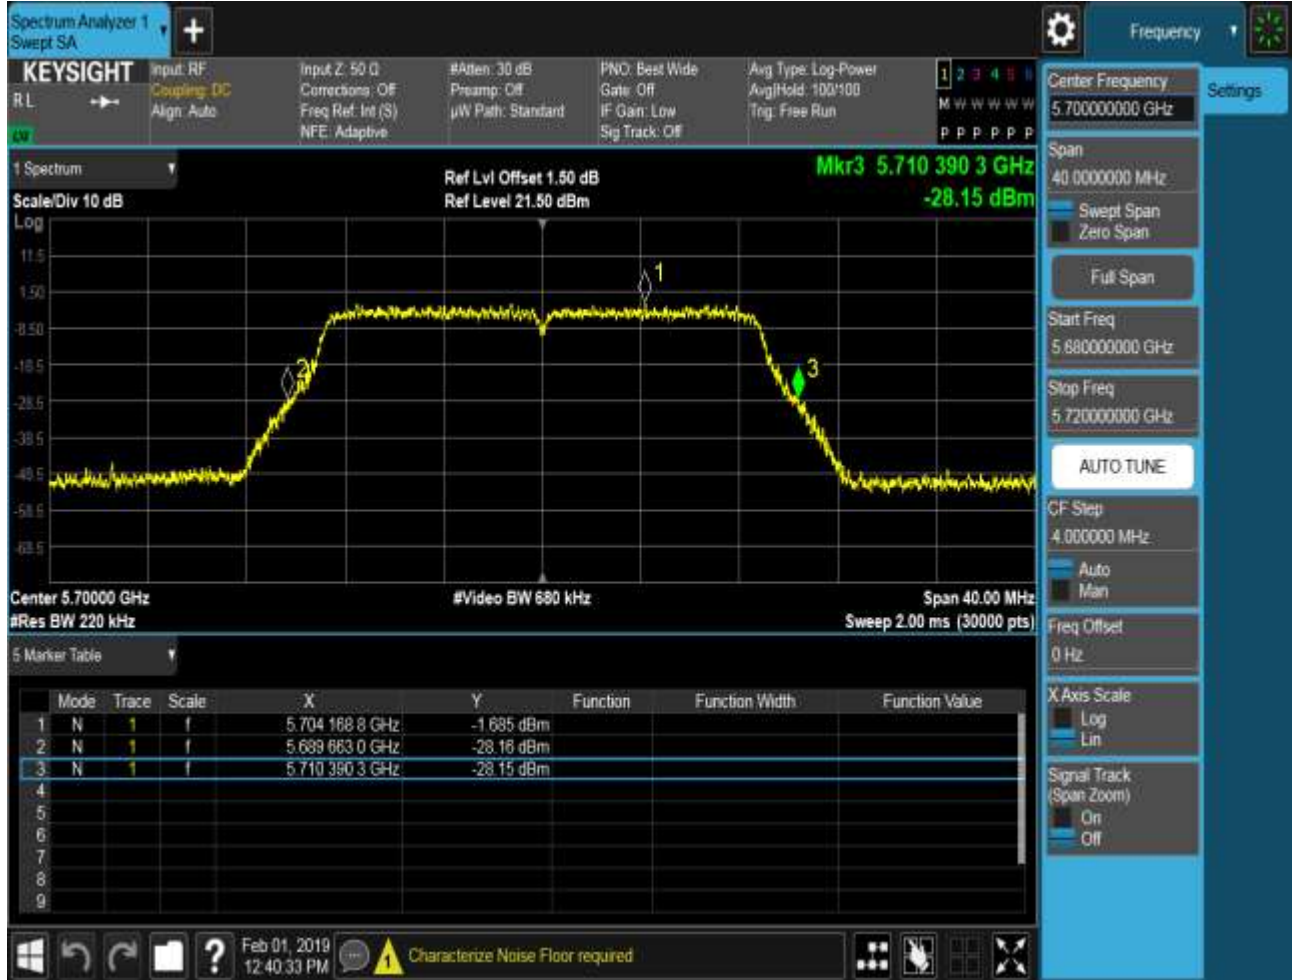 Spectrum Analyzer 1
Swept SA
+
Frequency
KEYSIGHT
R L
Input: RF
Coupling: DC
Align: Auto
Input Z: 50 Ω
Corrections: Off
Freq Ref: Int (S)
NFE: Adaptive
#Atten: 30 dB
Preamp: Off
µW Path: Standard
PNO: Best Wide
Gate: Off
IF Gain: Low
Sig Track: Off
Avg Type: Log-Power
Avg|Hold: 100/100
Trig: Free Run
1 2 3 4 5 6
M W W W W W
P P P P P P
1 Spectrum
Scale/Div 10 dB
Ref Lvl Offset 1.50 dB
Ref Level 21.50 dBm
Mkr3 5.710 390 3 GHz
-28.15 dBm
Log
11.5
1.50
-8.50
-18.5
-28.5
-38.5
-48.5
-58.5
-68.5
1
2
3
Center 5.70000 GHz
#Video BW 680 kHz
Span 40.00 MHz
#Res BW 220 kHz
Sweep 2.00 ms (30000 pts)
5 Marker Table
Mode Trace Scale X Y Function Function Width Function Value
1 N 1 f 5.704 168 8 GHz -1.685 dBm
2 N 1 f 5.689 663 0 GHz -28.16 dBm
3 N 1 f 5.710 390 3 GHz -28.15 dBm
4
5
6
7
8
9
Center Frequency
5.700000000 GHz
Settings
Span
40.0000000 MHz
Swept Span
Zero Span
Full Span
Start Freq
5.680000000 GHz
Stop Freq
5.720000000 GHz
AUTO TUNE
CF Step
4.000000 MHz
Auto
Man
Freq Offset
0 Hz
X Axis Scale
Log
Lin
Signal Track
(Span Zoom)
On
Off
?
Feb 01, 2019
12:40:33 PM
1
Characterize Noise Floor required